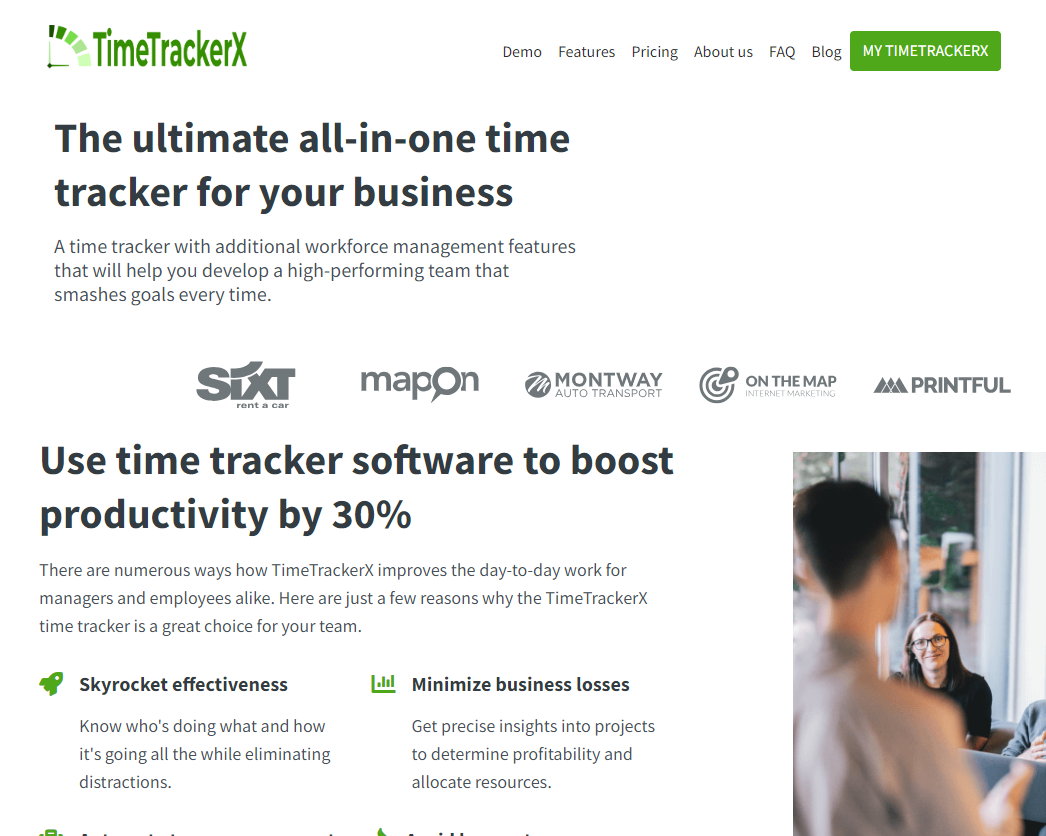 TimeTrackerX
Demo Features Pricing About us FAQ Blog MY TIMETRACKERX
The ultimate all-in-one time
tracker for your business
A time tracker with additional workforce management features
that will help you develop a high-performing team that
smashes goals every time.
SIXT
rent a car
mapon
MONTWAY
AUTO TRANSPORT
ON THE MAP
INTERNET MARKETING
PRINTFUL
Use time tracker software to boost
productivity by 30%
There are numerous ways how TimeTrackerX improves the day-to-day work for
managers and employees alike. Here are just a few reasons why the TimeTrackerX
time tracker is a great choice for your team.
Skyrocket effectiveness
Know who's doing what and how
it's going all the while eliminating
distractions.
Minimize business losses
Get precise insights into projects
to determine profitability and
allocate resources.